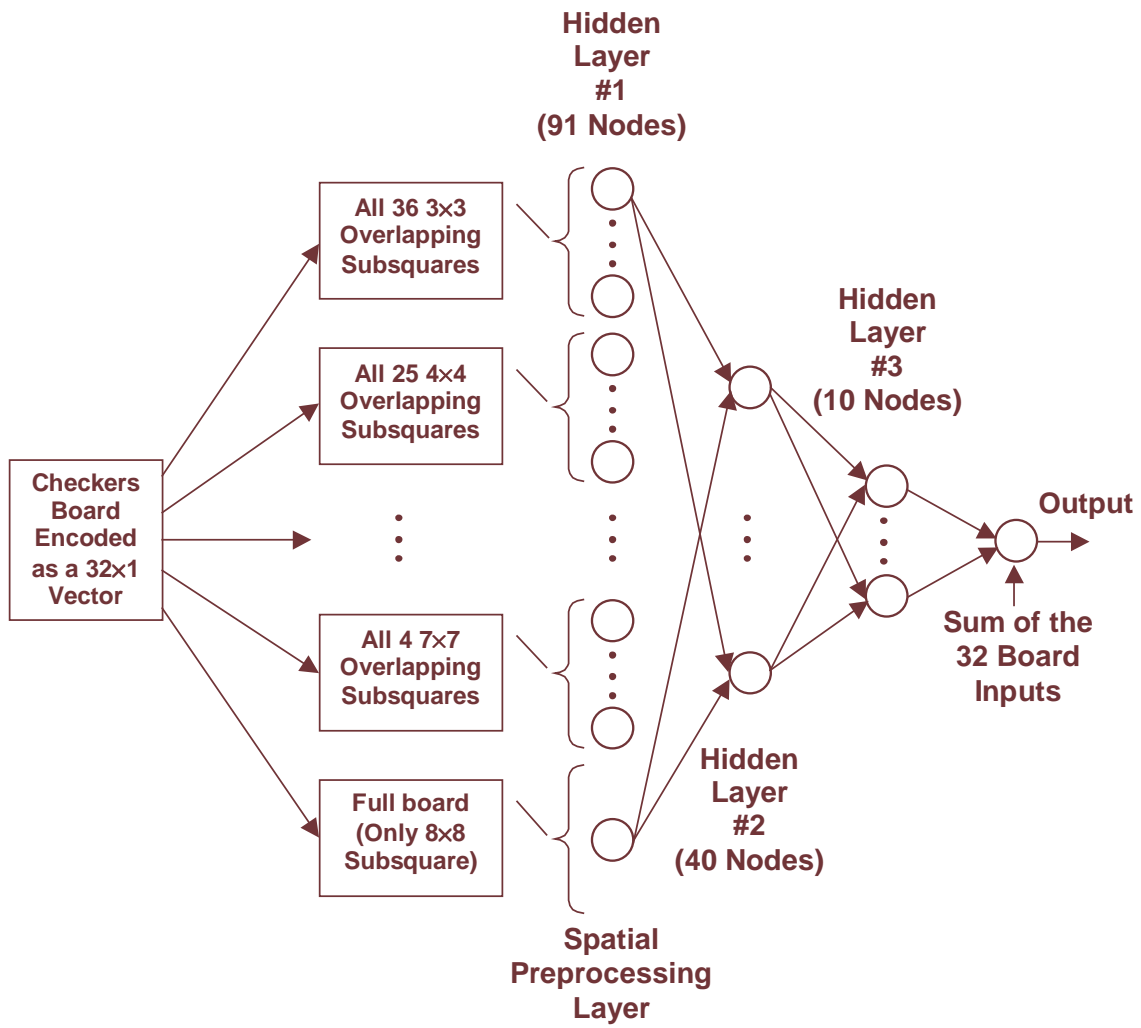 Hidden
Layer
#1
(91 Nodes)
All 36 3×3
Overlapping
Subsquares
All 25 4×4
Overlapping
Subsquares
Checkers
Board
Encoded
as a 32×1
Vector
All 4 7×7
Overlapping
Subsquares
Full board
(Only 8×8
Subsquare)
Spatial
Preprocessing
Layer
Hidden
Layer
#2
(40 Nodes)
Hidden
Layer
#3
(10 Nodes)
Output
Sum of the
32 Board
Inputs